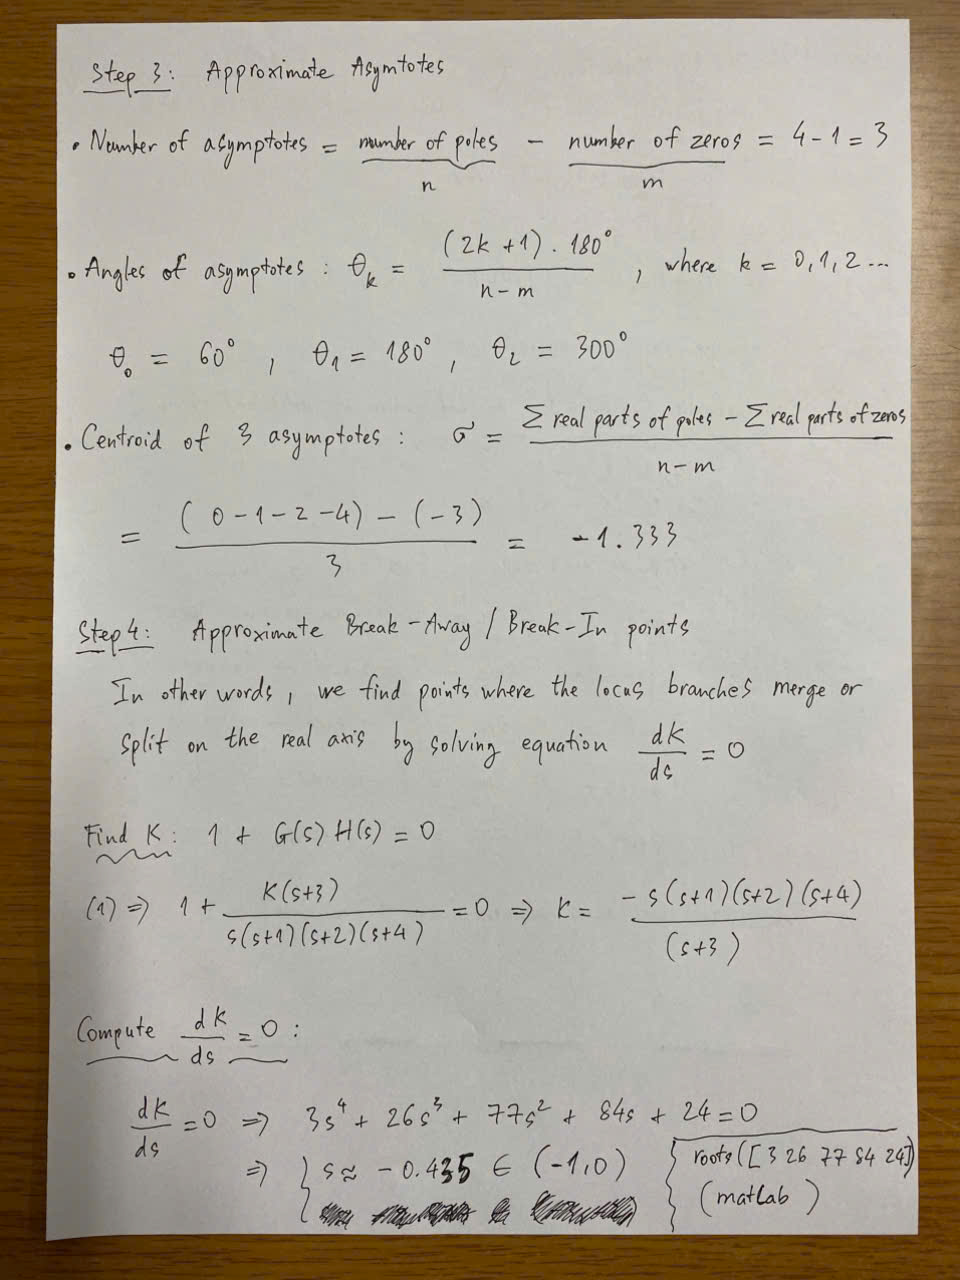 Step 3: Approximate Asymtotes
• Number of asymptotes = number of poles − number of zeros = 4 - 1 = 3
n m
• Angles of asymptotes : θ_k = (2k +1) . 180° / n - m , where k = 0, 1, 2 ...
θ_0 = 60° , θ_1 = 180° , θ_2 = 300°
• Centroid of 3 asymptotes : σ = Σ real parts of poles − Σ real parts of zeros / n - m
= ( 0 - 1 - 2 - 4) − (-3) / 3 = -1.333
Step 4: Approximate Break-Away / Break-In points
In other words, we find points where the locus branches merge or
split on the real axis by solving equation dK/ds = 0
Find K: 1 + G(s) H(s) = 0
(1) ⇒ 1 + K(s+3) / s(s+1)(s+2)(s+4) = 0 ⇒ K = - s(s+1)(s+2)(s+4) / (s+3)
Compute dK/ds = 0 :
dK/ds = 0 ⇒ 3s⁴ + 26s³ + 77s² + 84s + 24 = 0
⇒ { s ≈ - 0.435 ∈ (-1,0) { roots([3 26 77 84 24])
(matlab )